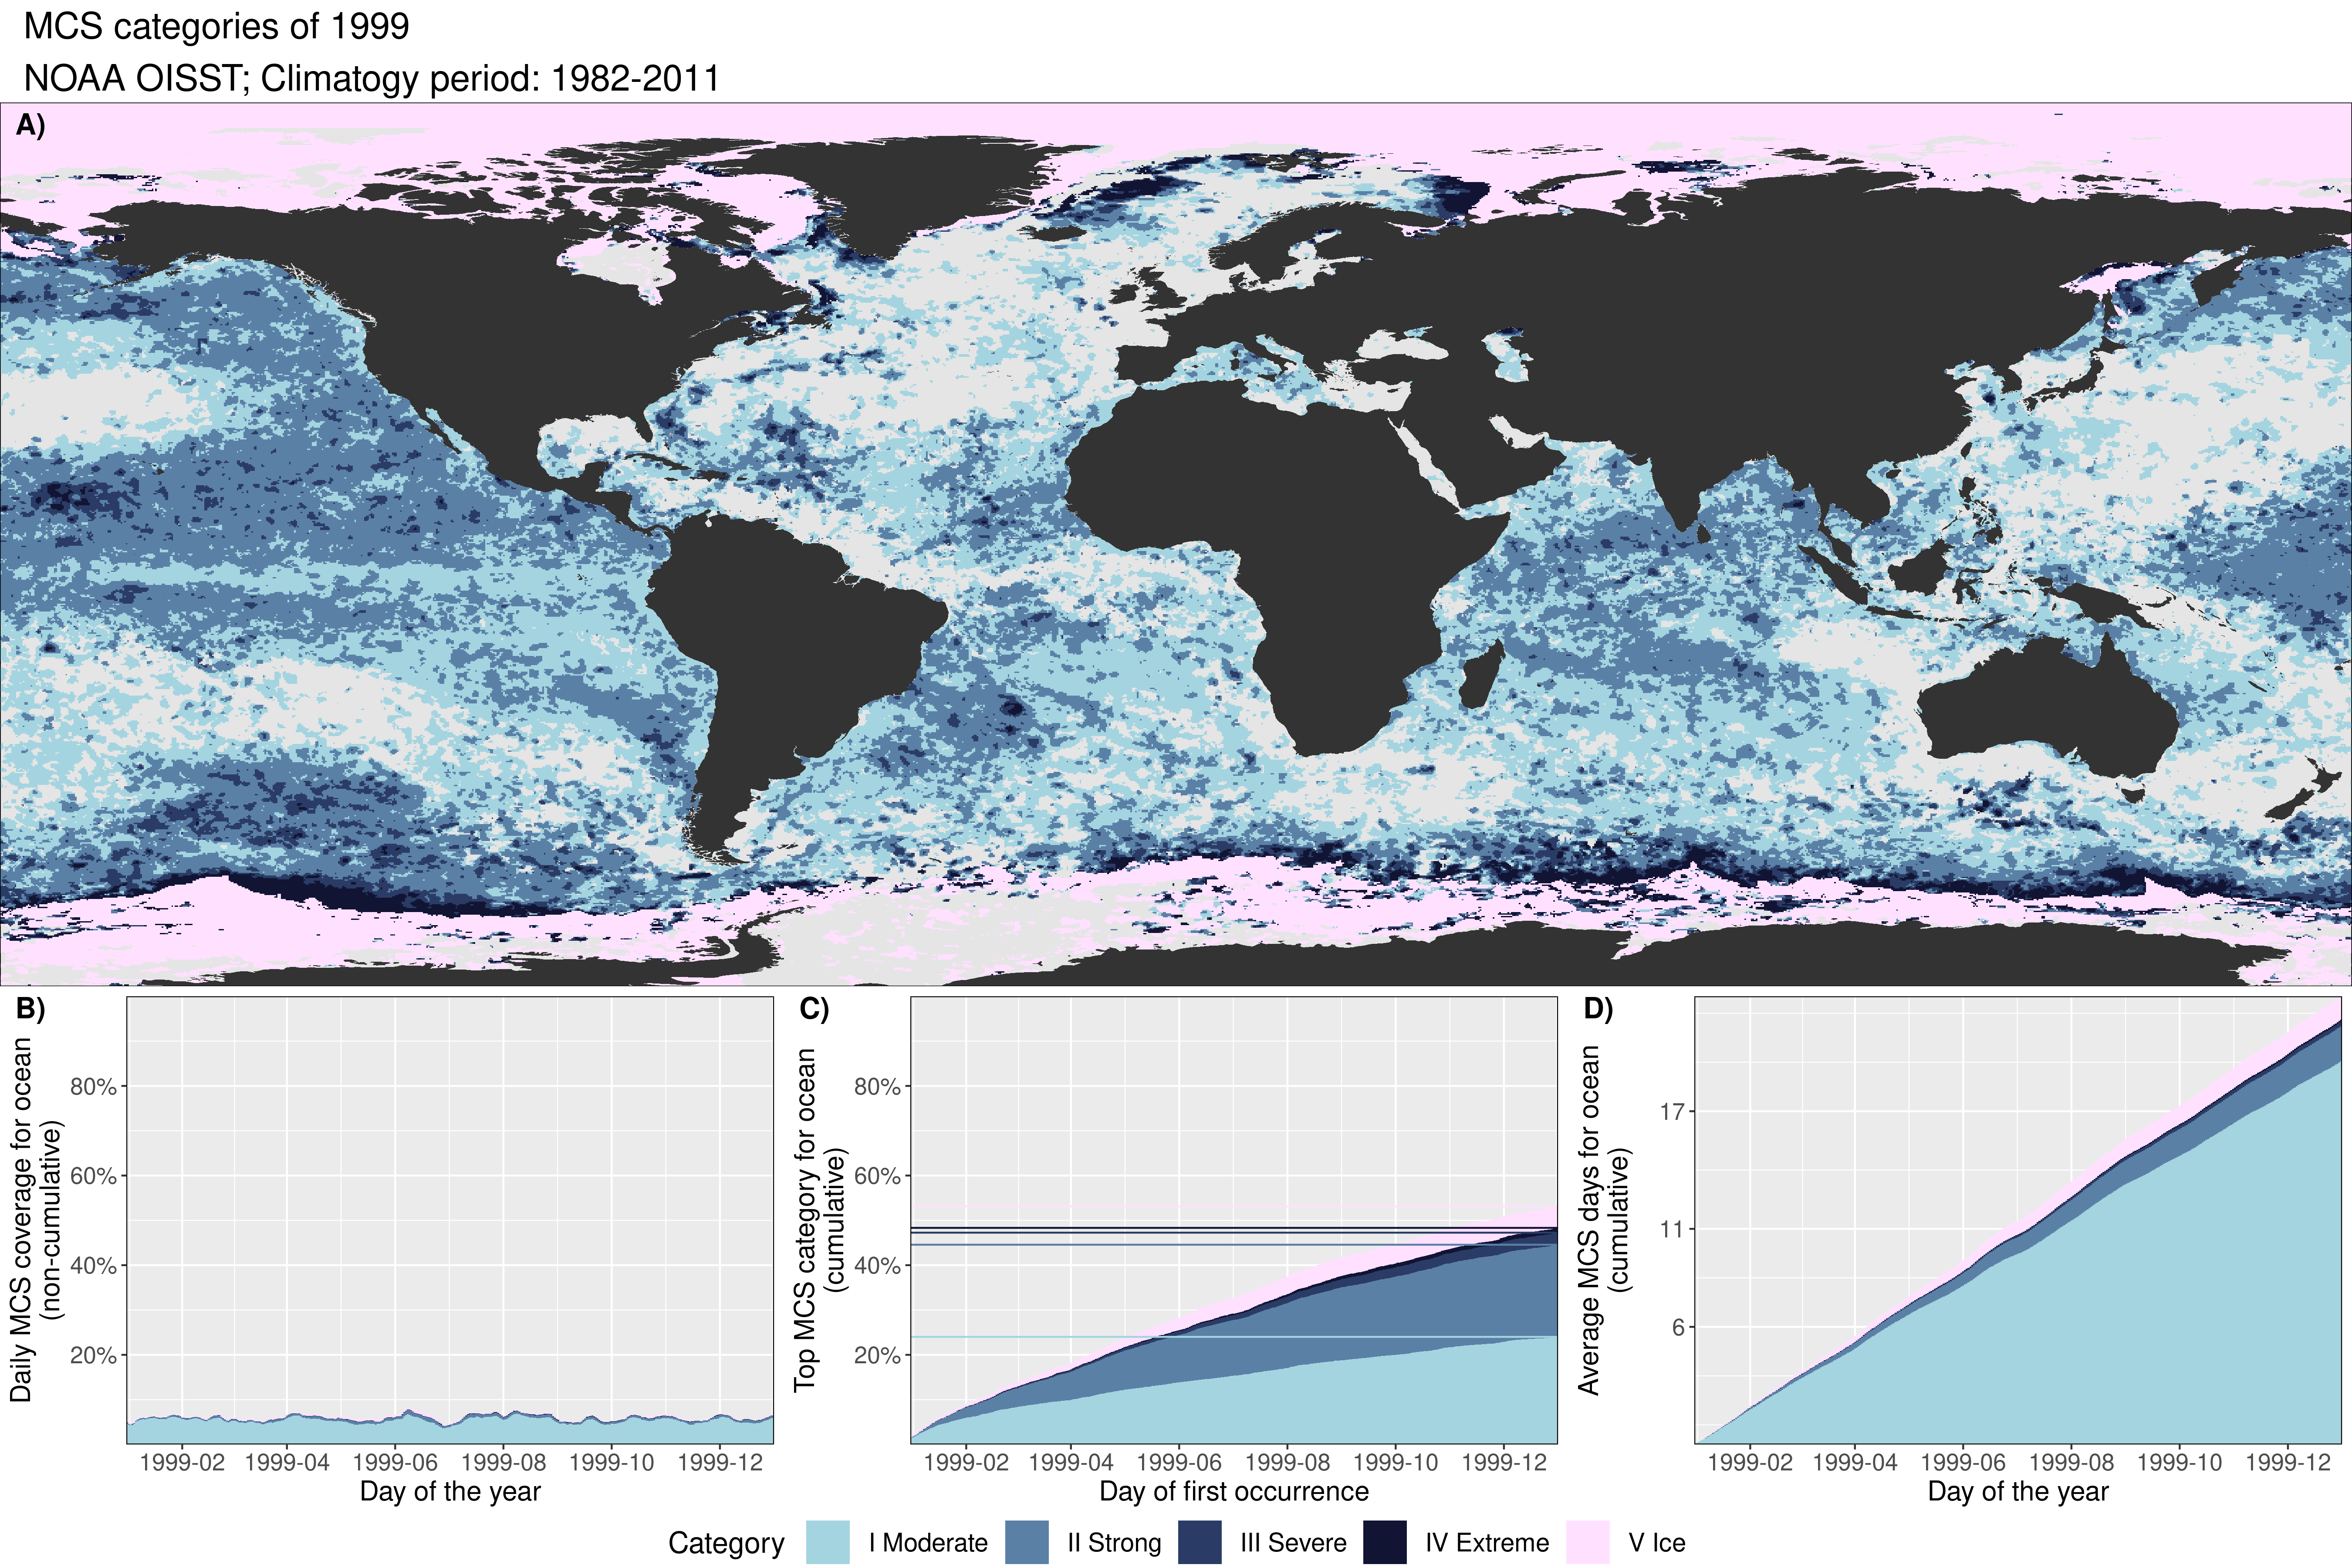 MCS categories of 1999
NOAA OISST; Climatogy period: 1982-2011
A)
B)
Daily MCS coverage for ocean
(non-cumulative)
80%
60%
40%
20%
1999-02 1999-04 1999-06 1999-08 1999-10 1999-12
Day of the year
C)
Top MCS category for ocean
(cumulative)
80%
60%
40%
20%
1999-02 1999-04 1999-06 1999-08 1999-10 1999-12
Day of first occurrence
D)
Average MCS days for ocean
(cumulative)
17
11
6
1999-02 1999-04 1999-06 1999-08 1999-10 1999-12
Day of the year
Category I Moderate II Strong III Severe IV Extreme V Ice